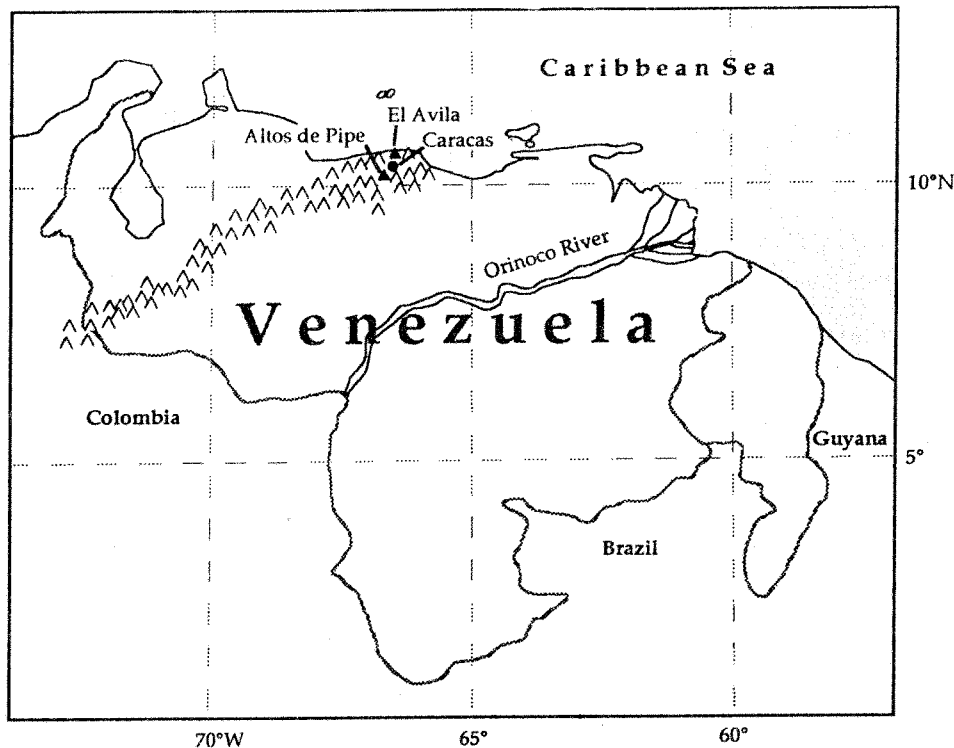 Caribbean Sea
El Avila
Altos de Pipe
Caracas
10°N
Orinoco River
Venezuela
Colombia
Guyana
5°
Brazil
70°W
65°
60°